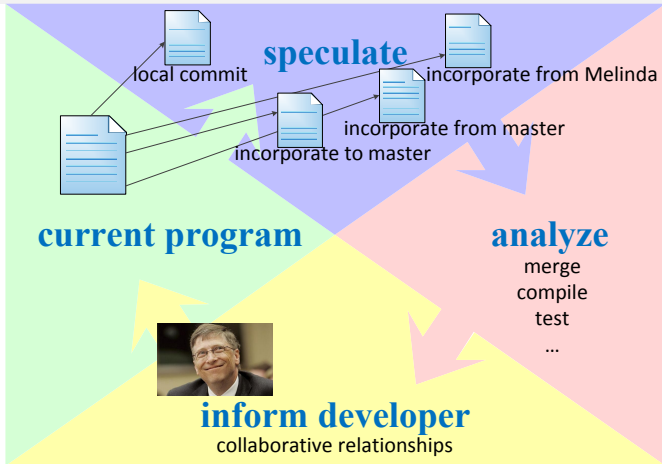 speculate
local commit
incorporate from Melinda
incorporate from master
incorporate to master
current program
analyze
merge
compile
test
…
inform developer
collaborative relationships